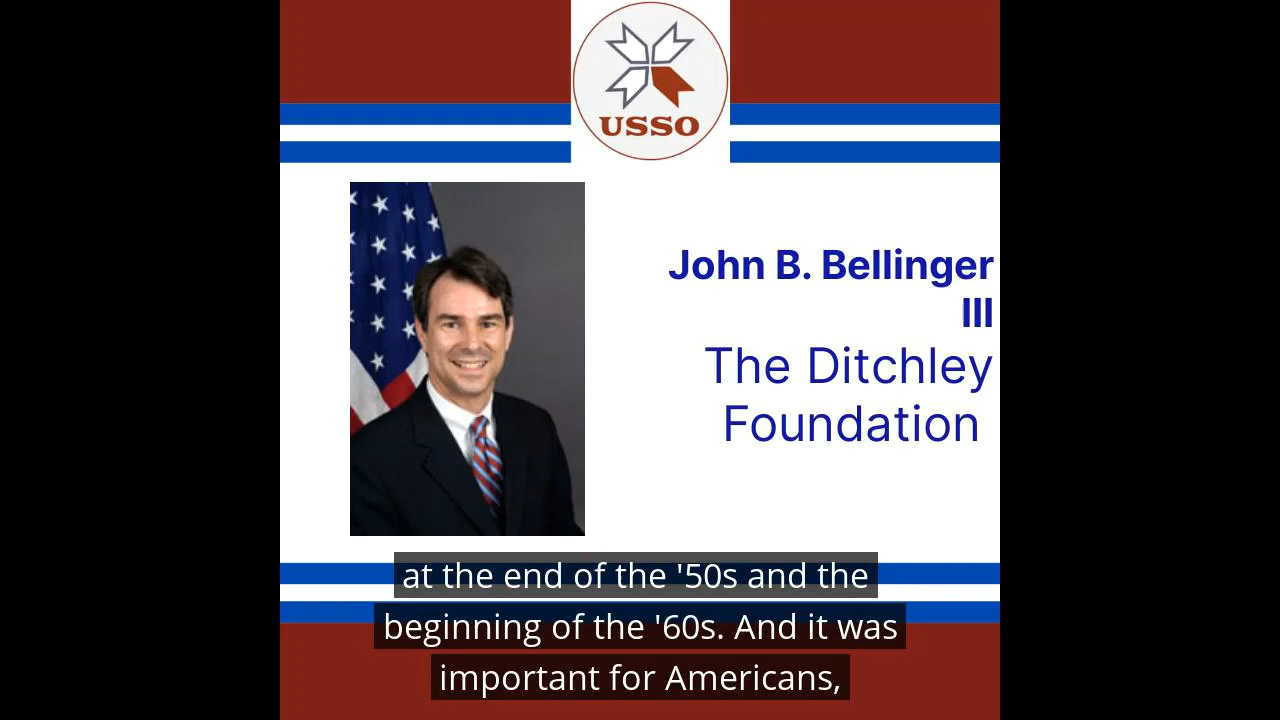 USSO
John B. Bellinger
III
The Ditchley
Foundation
at the end of the '50s and the
beginning of the '60s. And it was
important for Americans,